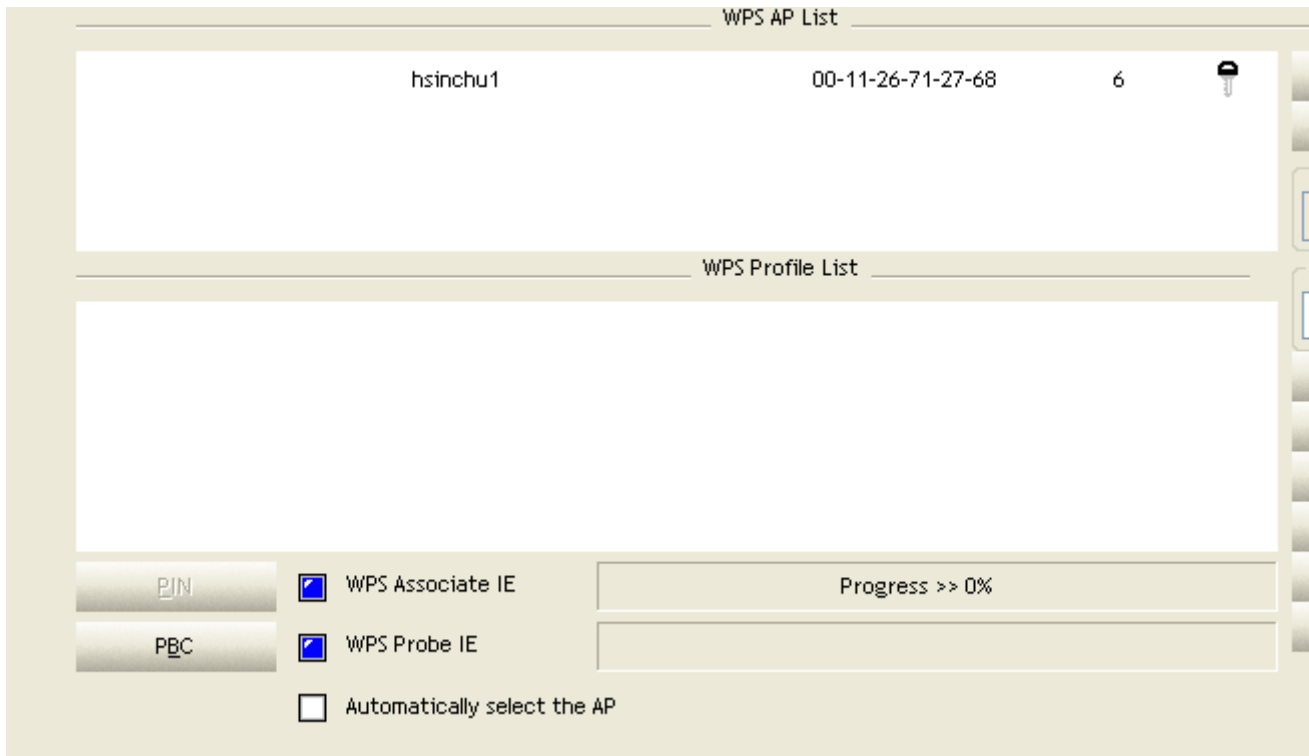 WPS AP List
hsinchu1 00-11-26-71-27-68 6
WPS Profile List
PIN WPS Associate IE Progress >> 0%
PBC WPS Probe IE
Automatically select the AP